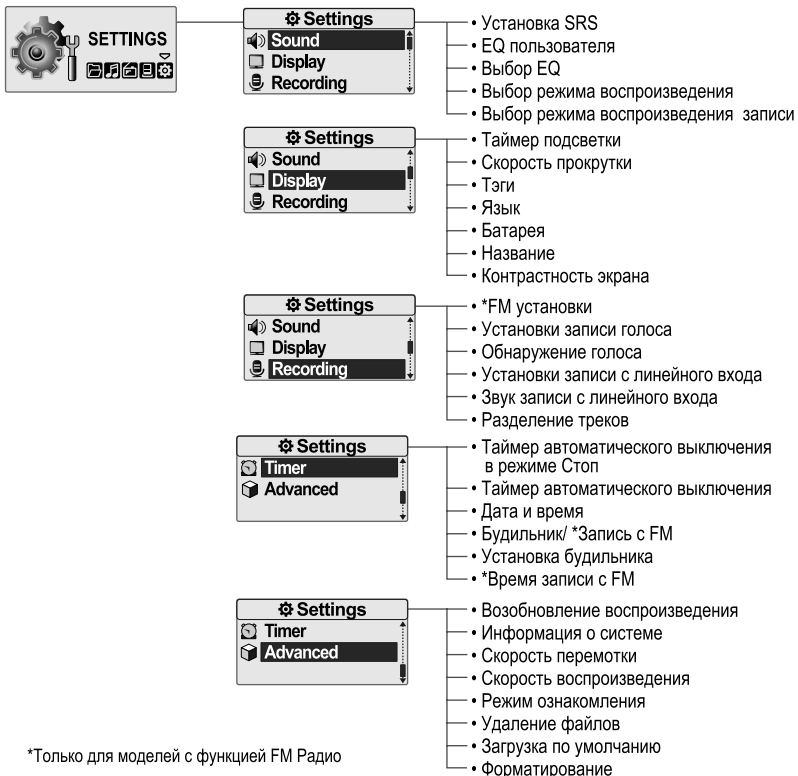 SETTINGS
Settings
Sound
Display
Recording
• Установка SRS
• EQ пользователя
• Выбор EQ
• Выбор режима воспроизведения
• Выбор режима воспроизведения записи
Settings
Sound
Display
Recording
• Таймер подсветки
• Скорость прокрутки
• Тэги
• Язык
• Батарея
• Название
• Контрастность экрана
Settings
Sound
Display
Recording
• *FM установки
• Установки записи голоса
• Обнаружение голоса
• Установки записи с линейного входа
• Звук записи с линейного входа
• Разделение треков
Settings
Timer
Advanced
• Таймер автоматического выключения
в режиме Стоп
• Таймер автоматического выключения
• Дата и время
• Будильник/ *Запись с FM
• Установка будильника
• *Время записи с FM
Settings
Timer
Advanced
• Возобновление воспроизведения
• Информация о системе
• Скорость перемотки
• Скорость воспроизведения
• Режим ознакомления
• Удаление файлов
• Загрузка по умолчанию
• Форматирование
*Только для моделей с функцией FM Радио